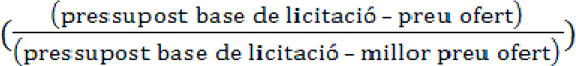 (pressupost base de licitació – preu ofert)
((pressupost base de licitació – millor preu ofert))